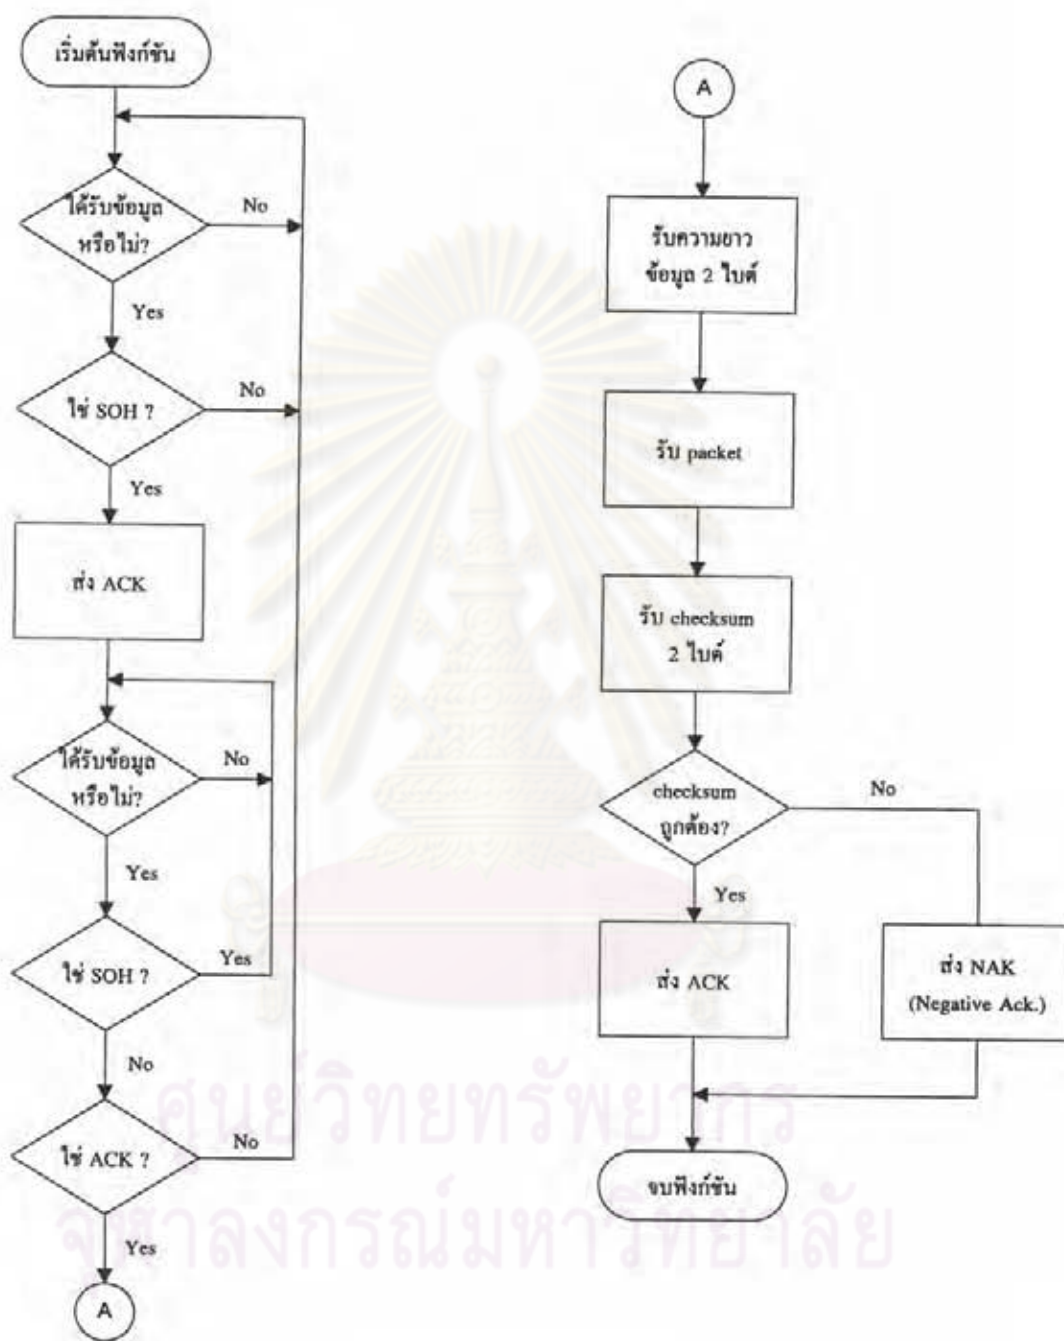 เริ่มต้นฟังก์ชัน
ได้รับข้อมูล
หรือไม่?
No
Yes
ใช่ SOH ?
No
Yes
ส่ง ACK
ได้รับข้อมูล
หรือไม่?
No
Yes
ใช่ SOH ?
Yes
No
ใช่ ACK ?
No
Yes
A
A
รับความยาว
ข้อมูล 2 ไบต์
รับ packet
รับ checksum
2 ไบต์
checksum
ถูกต้อง?
No
Yes
ส่ง ACK
ส่ง NAK
(Negative Ack.)
จบฟังก์ชัน
ศูนย์วิทยทรัพยากร
จุฬาลงกรณ์มหาวิทยาลัย